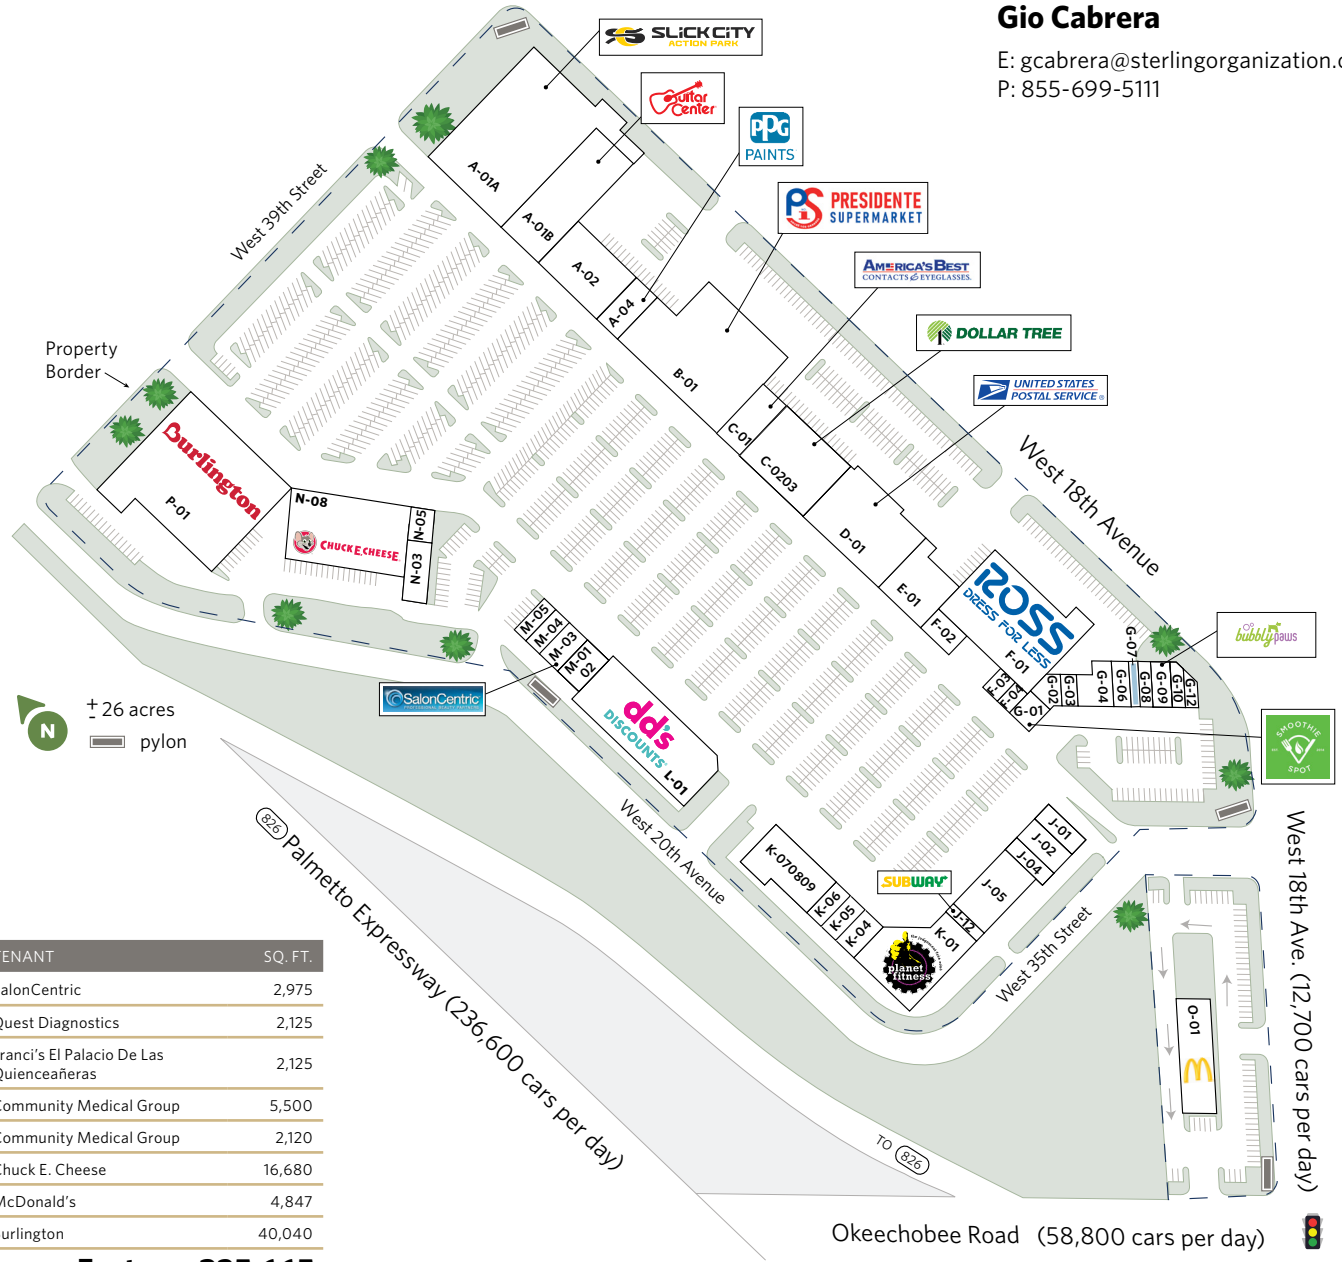 Gio Cabrera
E: gcabrera@sterlingorganization.c
P: 855-699-5111
SLICK CITY
ACTION PARK
Guitar
Center
PPG
PAINTS
PS PRESIDENTE
SUPERMARKET
AMERICA'S BEST
CONTACTS & EYEGLASSES
DOLLAR TREE
UNITED STATES
POSTAL SERVICE®
West 39th Street
West 18th Avenue
Property
Border
A-01A
A-01B
A-02
A-04
B-01
C-01
C-0203
D-01
E-01
F-02
ROSS
DRESS FOR LESS
F-01
F-03
F-04
G-01
G-02
G-03
G-04
G-06
G-07
G-08
G-09
G-10
G-12
bubbly paws
SMOOTHIE
SPOT
Burlington
P-01
N-08
CHUCK E. CHEESE
N-05
N-03
M-05
M-04
M-03
M-01
02
SalonCentric
dd's
DISCOUNTS
L-01
N
+
- 26 acres
pylon
West 20th Avenue
K-070809
K-06
K-05
K-04
planet
fitness
K-01
SUBWAY
J-12
J-05
J-04
J-02
J-01
West 35th Street
826 Palmetto Expressway (236,600 cars per day)
TO 826
West 18th Ave. (12,700 cars per day)
O-01
Okeechobee Road (58,800 cars per day)
TENANT SQ. FT.
alonCentric 2,975
Quest Diagnostics 2,125
ranci's El Palacio De Las
Quienceañeras 2,125
Community Medical Group 5,500
Community Medical Group 2,120
Chuck E. Cheese 16,680
McDonald's 4,847
urlington 40,040